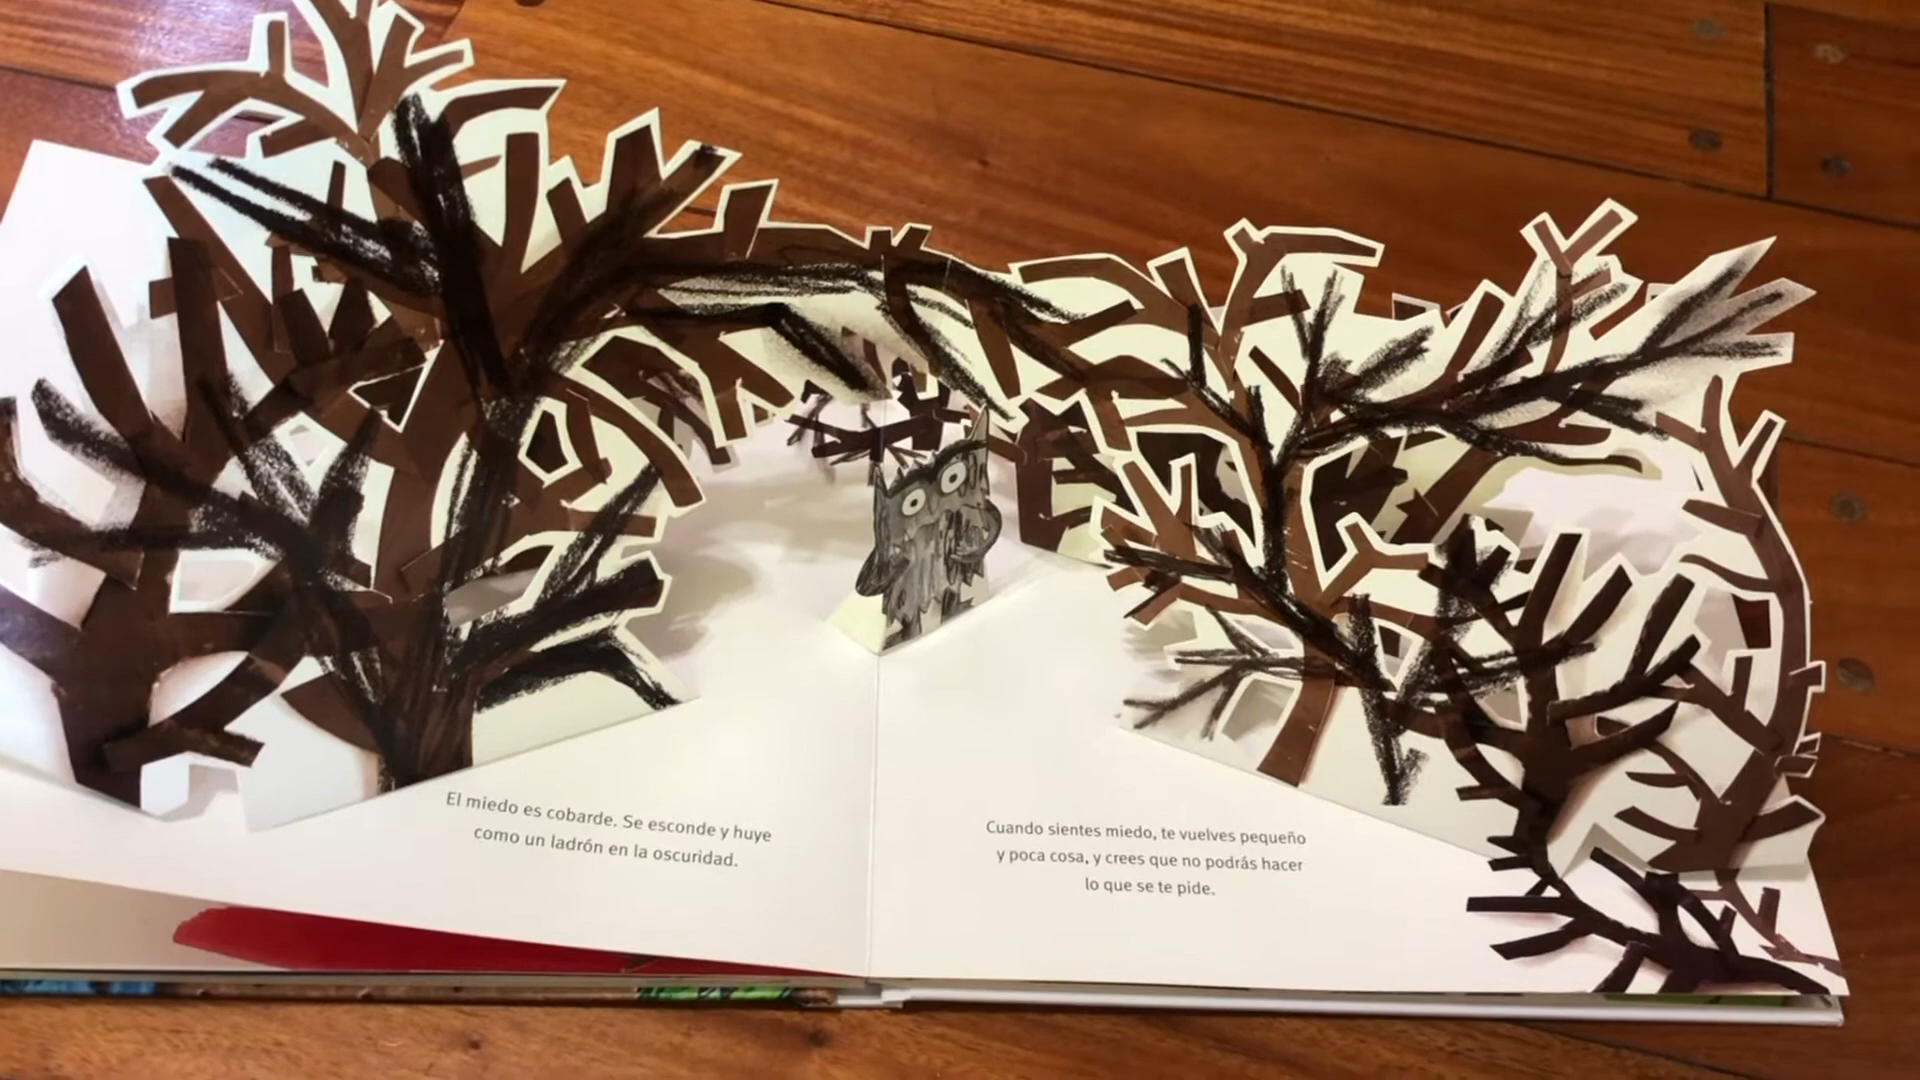 El miedo es cobarde. Se esconde y huye
como un ladrón en la oscuridad.
Cuando sientes miedo, te vuelves pequeño
y poca cosa, y crees que no podrás hacer
lo que se te pide.